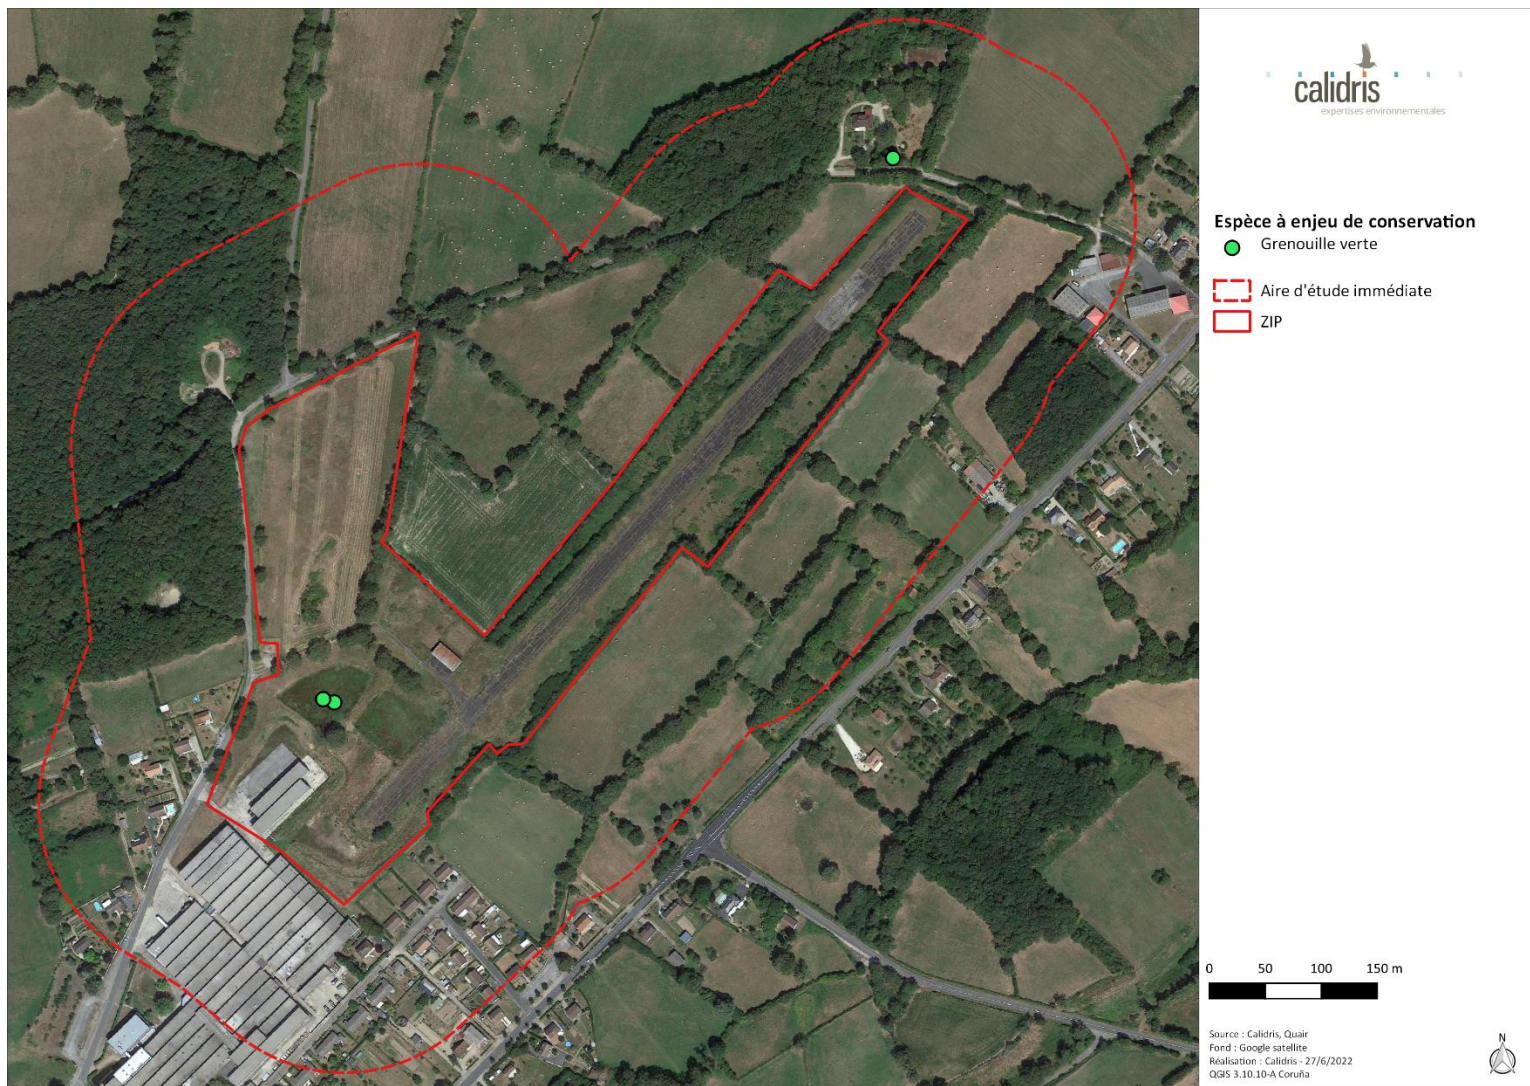 calidris
expertises environnementales
Espèce à enjeu de conservation
Grenouille verte
Aire d'étude immédiate
ZIP
0 50 100 150 m
Source : Calidris, Quair
Fond : Google satellite
Réalisation : Calidris - 27/6/2022
QGIS 3.10.10-A Coruña
N